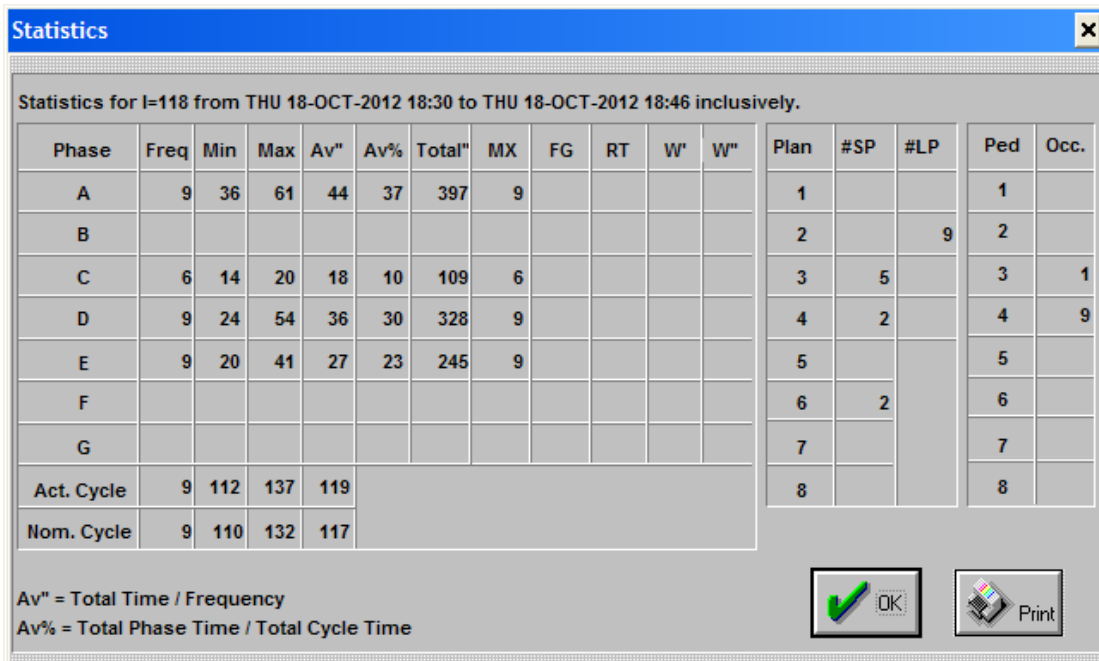 Statistics
Statistics for I=118 from THU 18-OCT-2012 18:30 to THU 18-OCT-2012 18:46 inclusively.
Phase Freq Min Max Av" Av% Total" MX FG RT W' W" Plan #SP #LP Ped Occ.
A 9 36 61 44 37 397 9 1 1
B 2 9 2
C 6 14 20 18 10 109 6 3 5 3 1
D 9 24 54 36 30 328 9 4 2 4 9
E 9 20 41 27 23 245 9 5 5
F 6 2 6
G 7 7
Act. Cycle 9 112 137 119 8 8
Nom. Cycle 9 110 132 117
Av" = Total Time / Frequency
Av% = Total Phase Time / Total Cycle Time
OK
Print